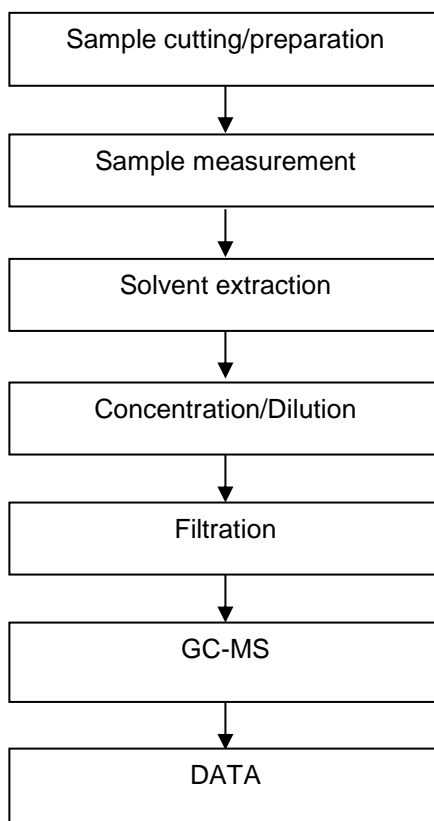 Sample cutting/preparation
Sample measurement
Solvent extraction
Concentration/Dilution
Filtration
GC-MS
DATA